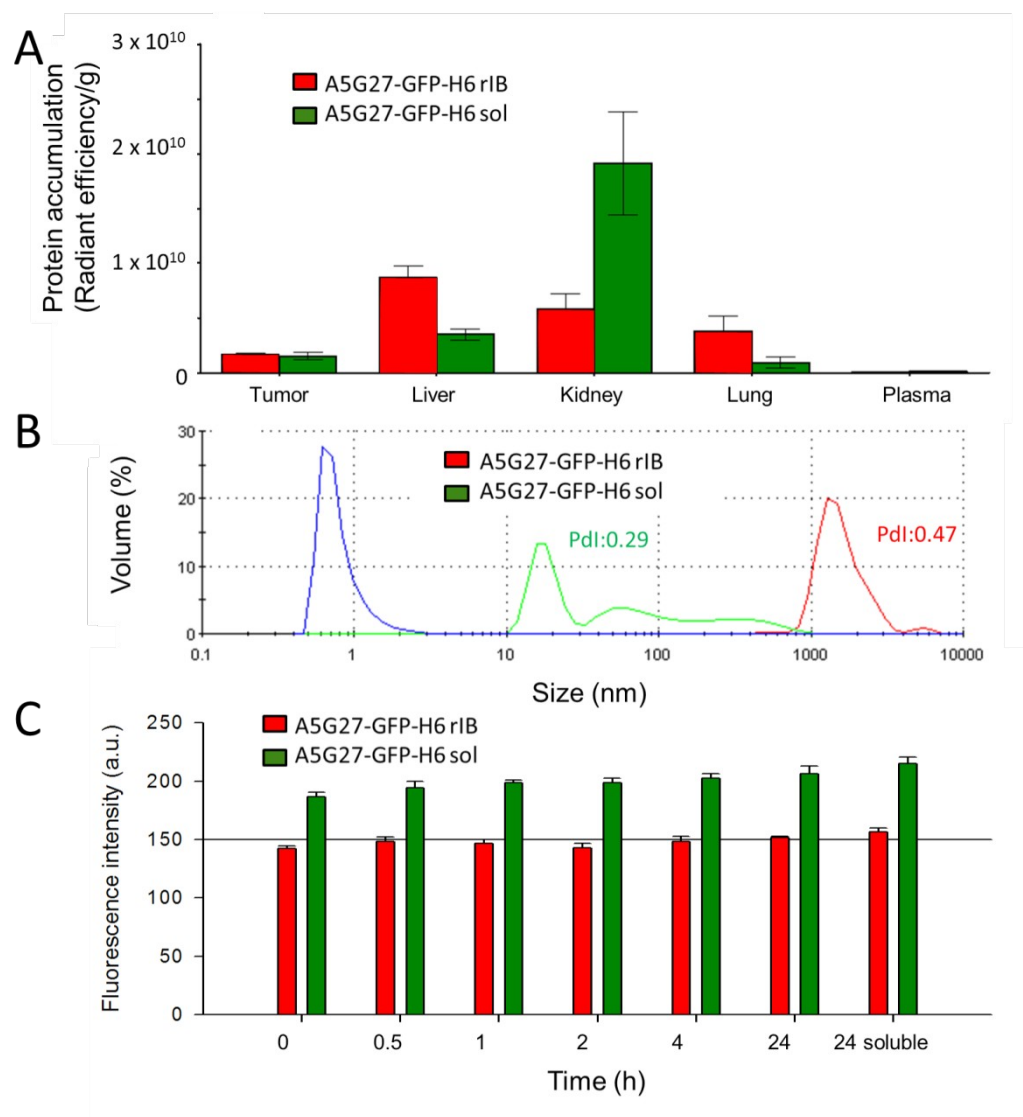 A
Protein accumulation
(Radiant efficiency/g)
3 x 10¹⁰
2 x 10¹⁰
1 x 10¹⁰
0
A5G27-GFP-H6 rIB
A5G27-GFP-H6 sol
Tumor Liver Kidney Lung Plasma
B
Volume (%)
30
20
10
0
A5G27-GFP-H6 rIB
A5G27-GFP-H6 sol
PdI:0.29
PdI:0.47
0.1 1 10 100 1000 10000
Size (nm)
C
Fluorescence intensity (a.u.)
250
200
150
100
50
0
A5G27-GFP-H6 rIB
A5G27-GFP-H6 sol
0 0.5 1 2 4 24 24 soluble
Time (h)